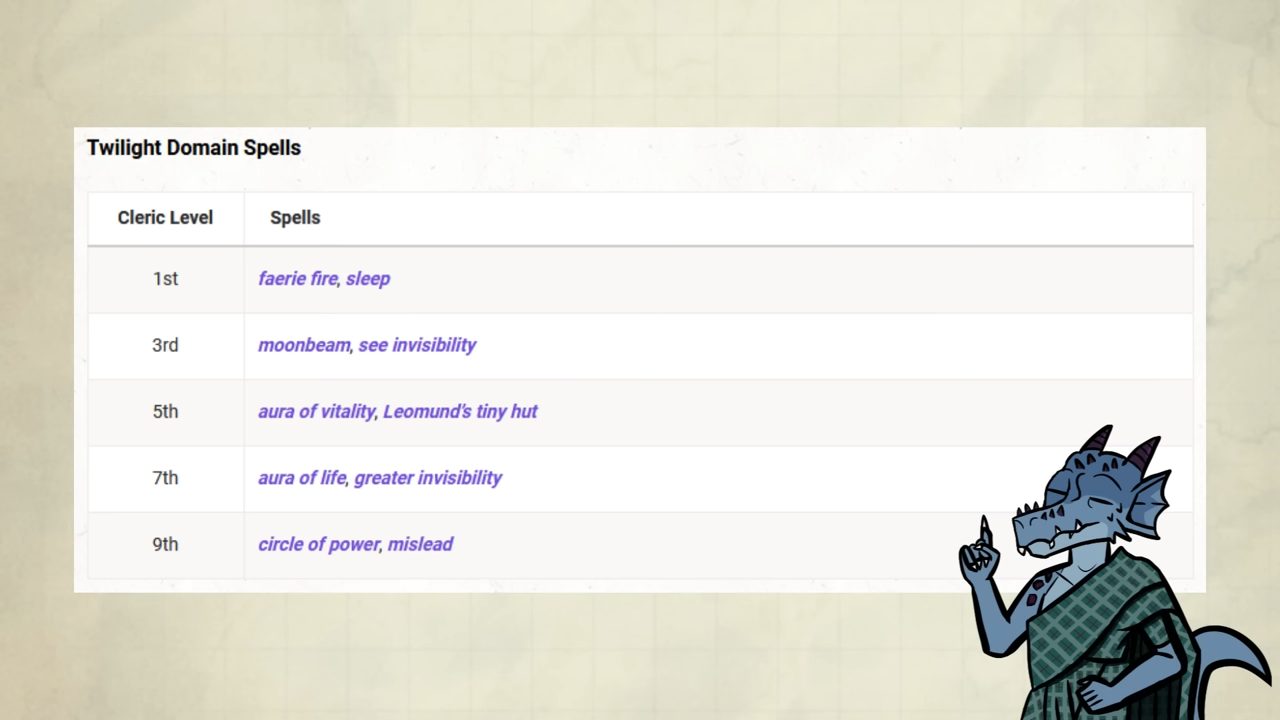 Twilight Domain Spells
Cleric Level Spells
1st faerie fire, sleep
3rd moonbeam, see invisibility
5th aura of vitality, Leomund's tiny hut
7th aura of life, greater invisibility
9th circle of power, mislead